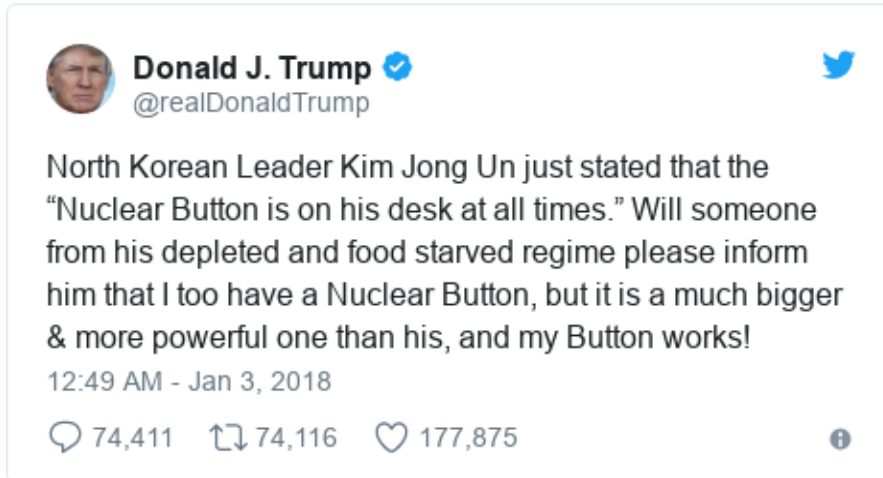 Donald J. Trump
@realDonaldTrump
North Korean Leader Kim Jong Un just stated that the
“Nuclear Button is on his desk at all times.” Will someone
from his depleted and food starved regime please inform
him that I too have a Nuclear Button, but it is a much bigger
& more powerful one than his, and my Button works!
12:49 AM - Jan 3, 2018
74,411 74,116 177,875